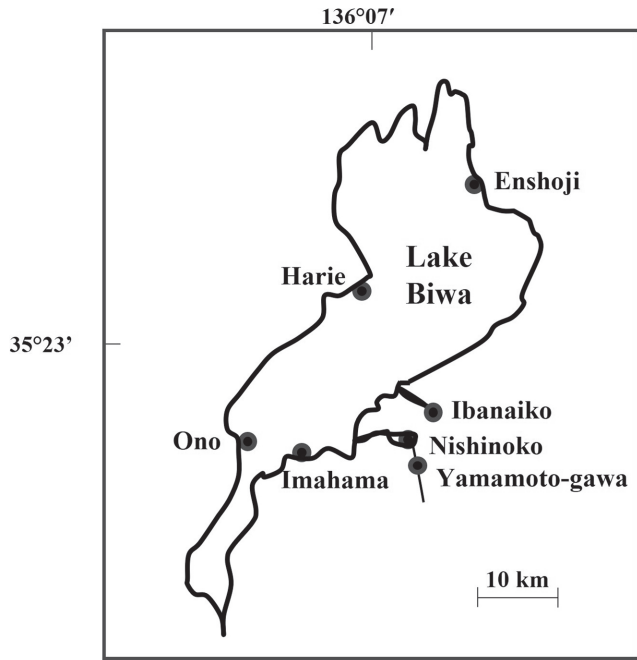 136°07′
Enshoji
Lake
Biwa
Harie
35°23’
Ibanaiko
Ono
Nishinoko
Imahama
Yamamoto-gawa
10 km